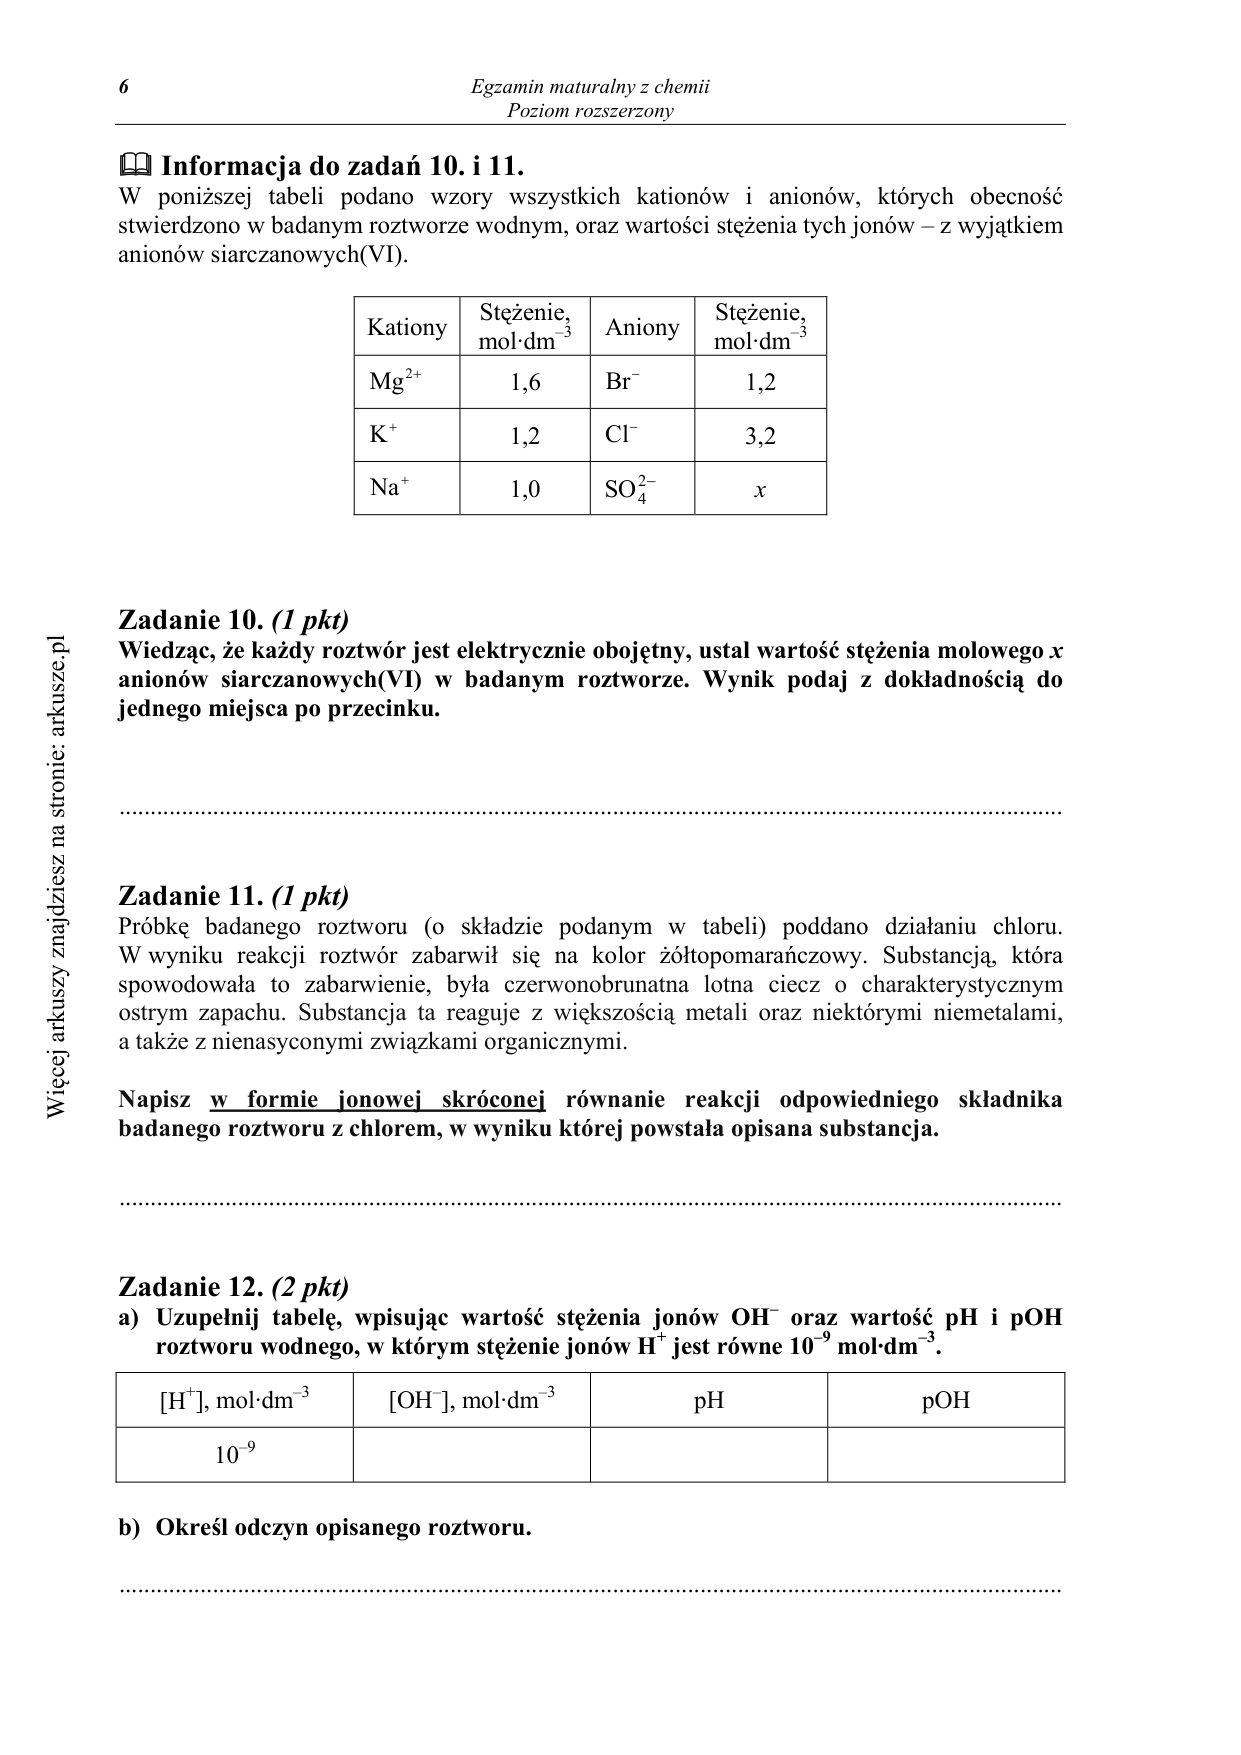 6
Egzamin maturalny z chemii
Poziom rozszerzony
Informacja do zadań 10. i 11.
W poniższej tabeli podano wzory wszystkich kationów i anionów, których obecność
stwierdzono w badanym roztworze wodnym, oraz wartości stężenia tych jonów – z wyjątkiem
anionów siarczanowych(VI).
Kationy Stężenie, mol·dm⁻³ Aniony Stężenie, mol·dm⁻³
Mg²⁺ 1,6 Br⁻ 1,2
K⁺ 1,2 Cl⁻ 3,2
Na⁺ 1,0 SO₄²⁻ x
Zadanie 10. (1 pkt)
Wiedząc, że każdy roztwór jest elektrycznie obojętny, ustal wartość stężenia molowego x
anionów siarczanowych(VI) w badanym roztworze. Wynik podaj z dokładnością do
jednego miejsca po przecinku.
Zadanie 11. (1 pkt)
Próbkę badanego roztworu (o składzie podanym w tabeli) poddano działaniu chloru.
W wyniku reakcji roztwór zabarwił się na kolor żółtopomarańczowy. Substancją, która
spowodowała to zabarwienie, była czerwonobrunatna lotna ciecz o charakterystycznym
ostrym zapachu. Substancja ta reaguje z większością metali oraz niektórymi niemetalami,
a także z nienasyconymi związkami organicznymi.
Napisz w formie jonowej skróconej równanie reakcji odpowiedniego składnika
badanego roztworu z chlorem, w wyniku której powstała opisana substancja.
Zadanie 12. (2 pkt)
a) Uzupełnij tabelę, wpisując wartość stężenia jonów OH⁻ oraz wartość pH i pOH
roztworu wodnego, w którym stężenie jonów H⁺ jest równe 10⁻⁹ mol·dm⁻³.
[H⁺], mol·dm⁻³ [OH⁻], mol·dm⁻³ pH pOH
10⁻⁹
b) Określ odczyn opisanego roztworu.
Więcej arkuszy znajdziesz na stronie: arkusze.pl